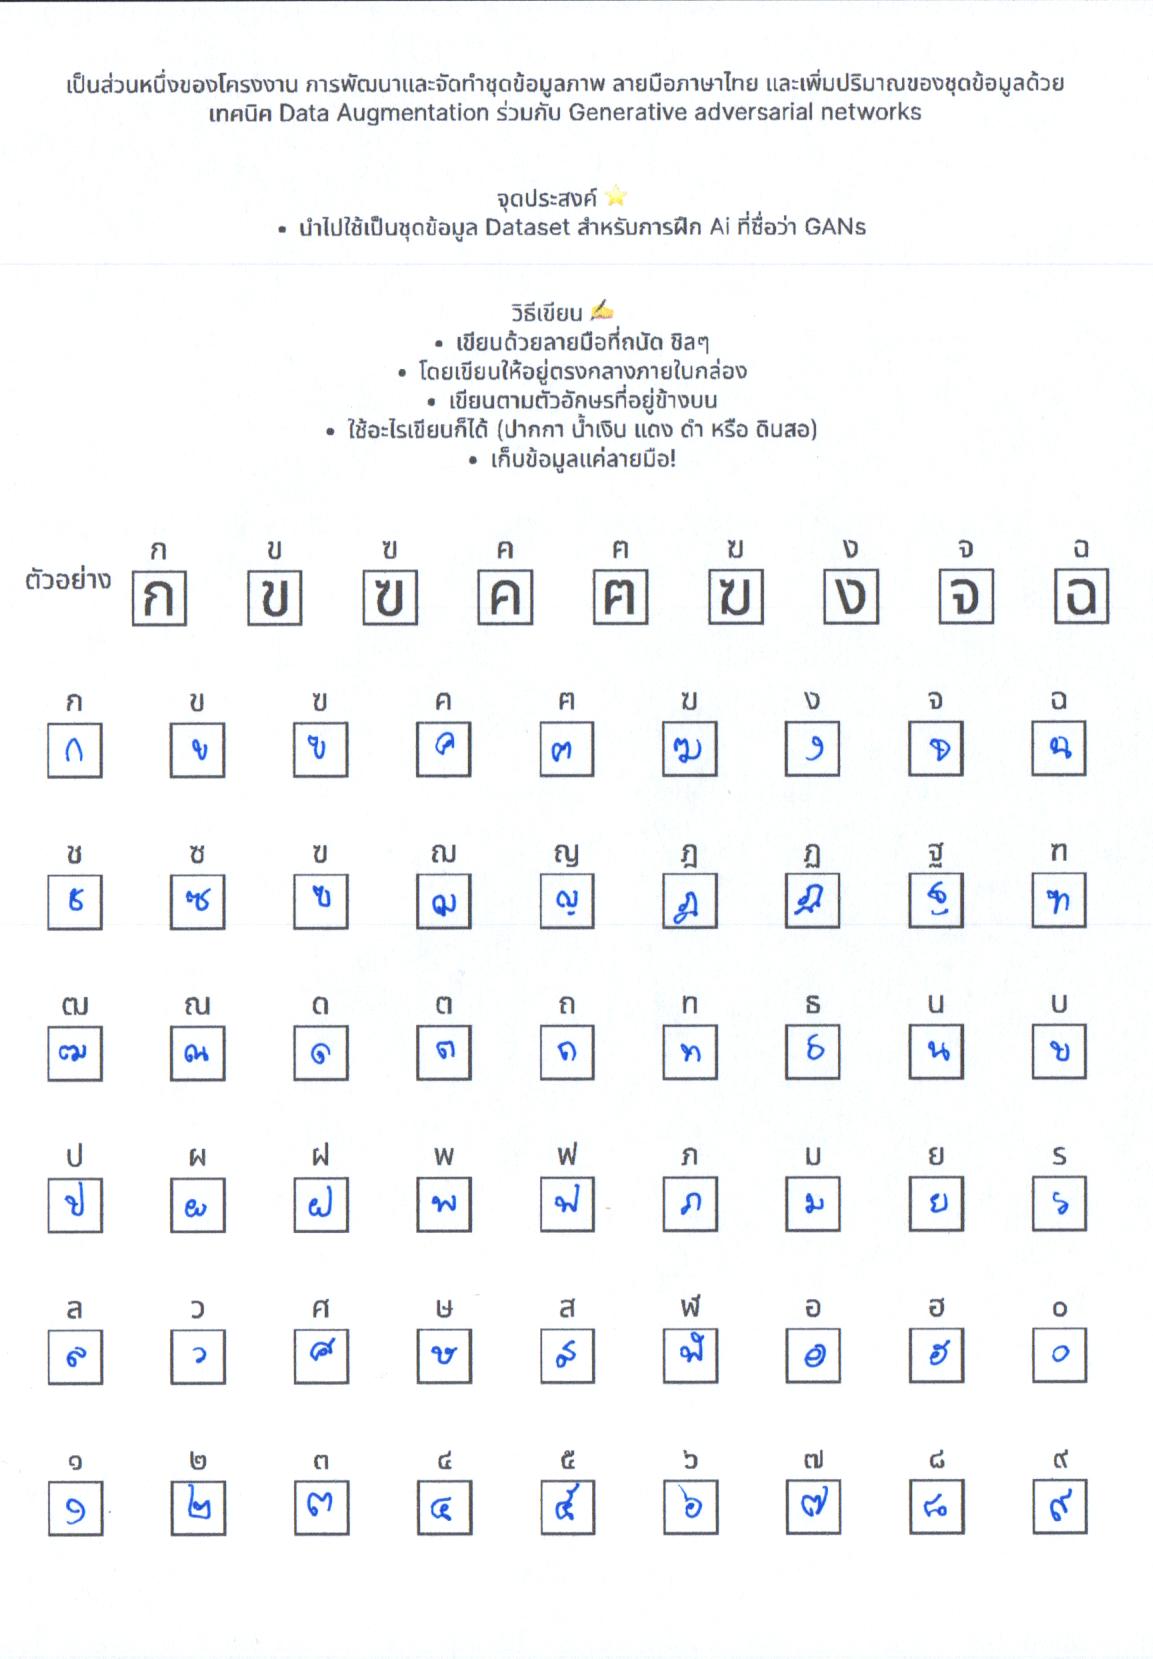 เป็นส่วนหนึ่งของโครงงาน การพัฒนาและจัดทำชุดข้อมูลภาพ ลายมือภาษาไทย และเพิ่มปริมาณของชุดข้อมูลด้วย
เทคนิค Data Augmentation ร่วมกับ Generative adversarial networks
จุดประสงค์ ⭐
• นำไปใช้เป็นชุดข้อมูล Dataset สำหรับการฝึก Ai ที่ชื่อว่า GANs
วิธีเขียน ✍
• เขียนด้วยลายมือที่ถนัด ชิลๆ
• โดยเขียนให้อยู่ตรงกลางภายในกล่อง
• เขียนตามตัวอักษรที่อยู่ข้างบน
• ใช้อะไรเขียนก็ได้ (ปากกา น้ำเงิน แดง ดำ หรือ ดินสอ)
• เก็บข้อมูลแค่ลายมือ!
ก ข ฃ ค ฅ ฆ ง จ ฉ
ตัวอย่าง ก ข ฃ ค ฅ ฆ ง จ ฉ
ก ข ฃ ค ฅ ฆ ง จ ฉ
ก ข ฃ ค ฅ ฆ ง จ ฉ
ช ซ ฃ ฌ ญ ฎ ฏ ฐ ฑ
ช ซ ฃ ฌ ญ ฎ ฏ ฐ ฑ
ฒ ณ ด ต ถ ท ธ น บ
ฒ ณ ด ต ถ ท ธ น บ
ป ผ ฝ พ ฟ ภ ม ย ร
ป ผ ฝ พ ฟ ภ ม ย ร
ล ว ศ ษ ส ฬ อ ฮ ๐
ล ว ศ ษ ส ฬ อ ฮ ๐
๑ ๒ ๓ ๔ ๕ ๖ ๗ ๘ ๙
๑ ๒ ๓ ๔ ๕ ๖ ๗ ๘ ๙